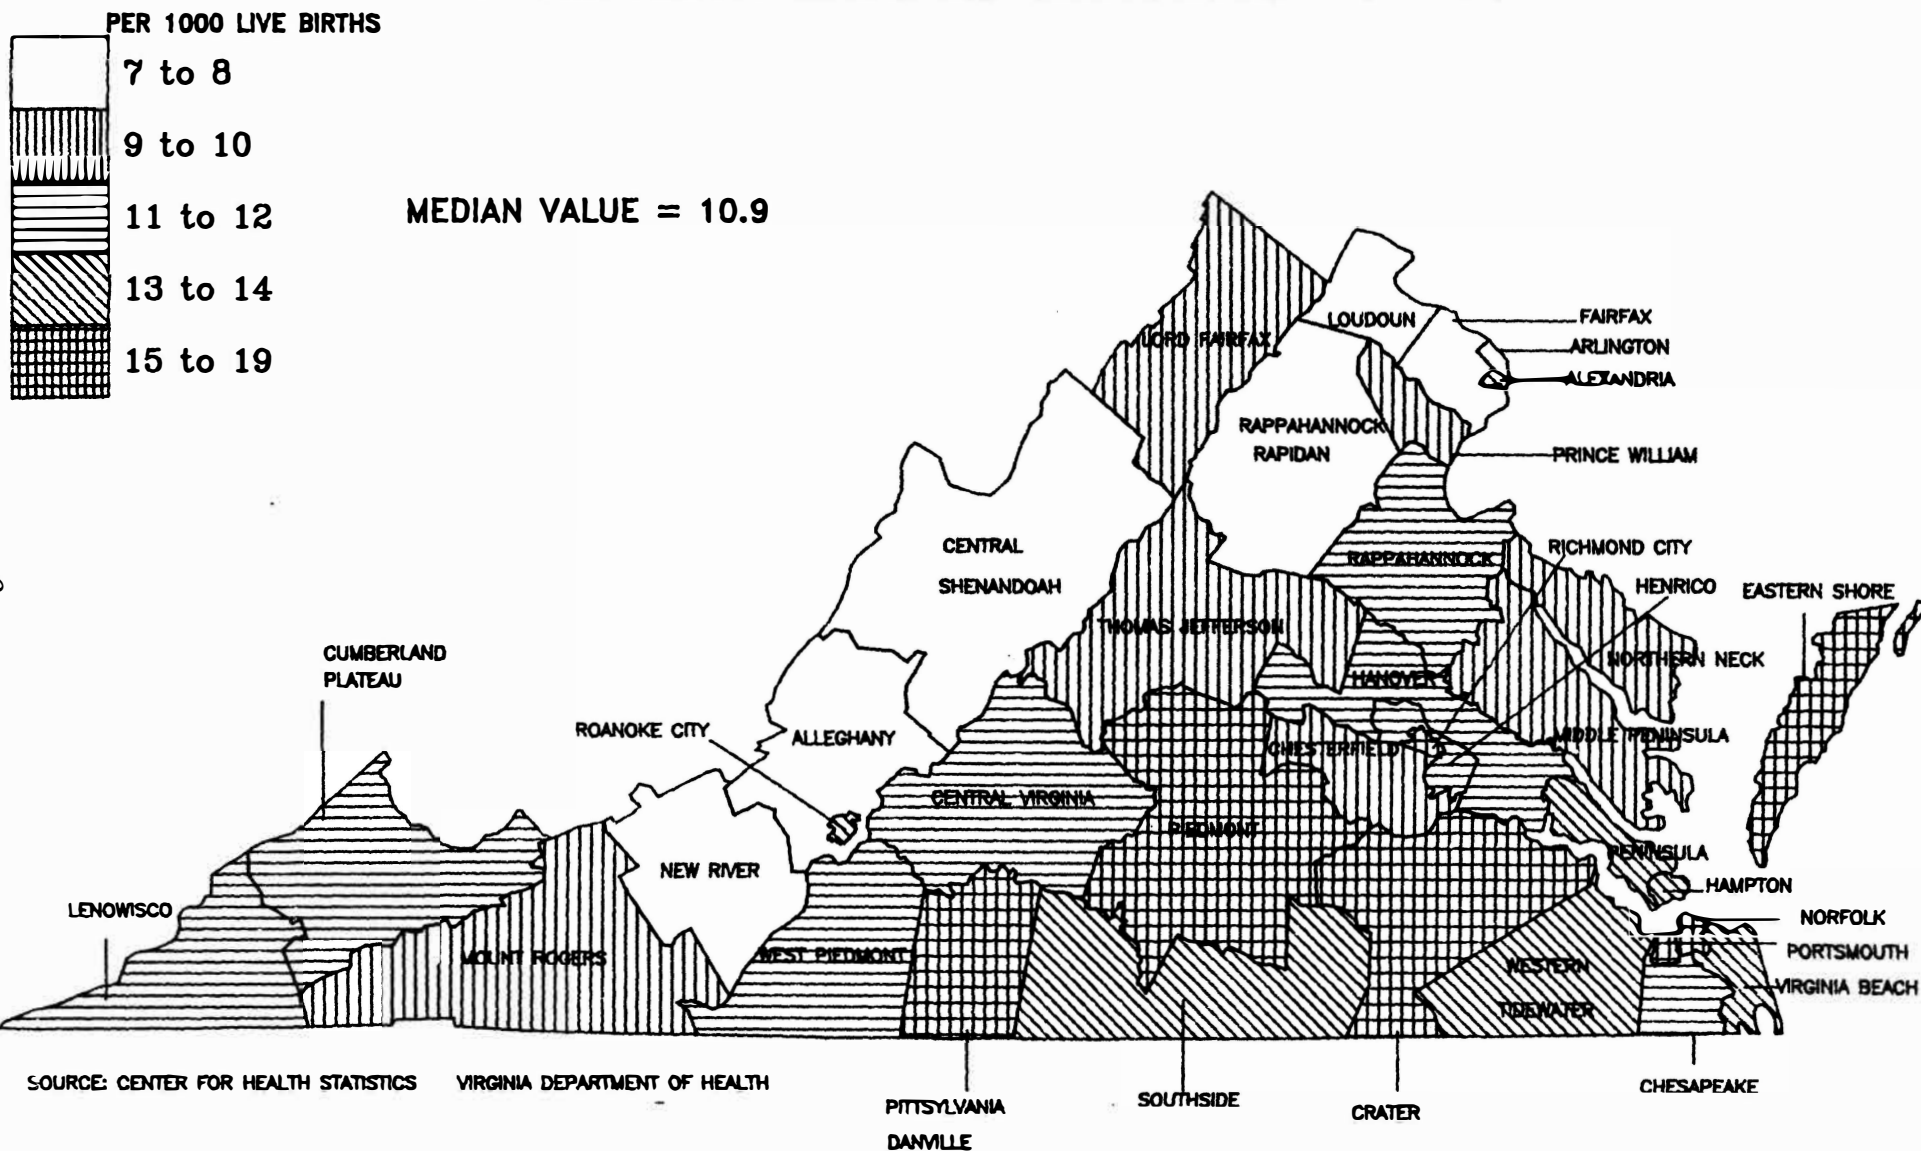 PER 1000 LIVE BIRTHS
7 to 8
9 to 10
11 to 12
13 to 14
15 to 19
MEDIAN VALUE = 10.9
LORD FAIRFAX
LOUDOUN
FAIRFAX
ARLINGTON
ALEXANDRIA
RAPPAHANNOCK
RAPIDAN
PRINCE WILLIAM
CENTRAL
SHENANDOAH
RAPPAHANNOCK
RICHMOND CITY
HENRICO
EASTERN SHORE
THOMAS JEFFERSON
CUMBERLAND
PLATEAU
NORTHERN NECK
HANOVER
ROANOKE CITY
ALLEGHANY
CHESTERFIELD
MIDDLE PENINSULA
CENTRAL VIRGINIA
PIEDMONT
PENINSULA
NEW RIVER
HAMPTON
LENOWISCO
NORFOLK
MOUNT ROGERS
WEST PIEDMONT
PORTSMOUTH
WESTERN
TIDEWATER
VIRGINIA BEACH
SOURCE: CENTER FOR HEALTH STATISTICS VIRGINIA DEPARTMENT OF HEALTH
CHESAPEAKE
PITTSYLVANIA
DANVILLE
SOUTHSIDE
CRATER